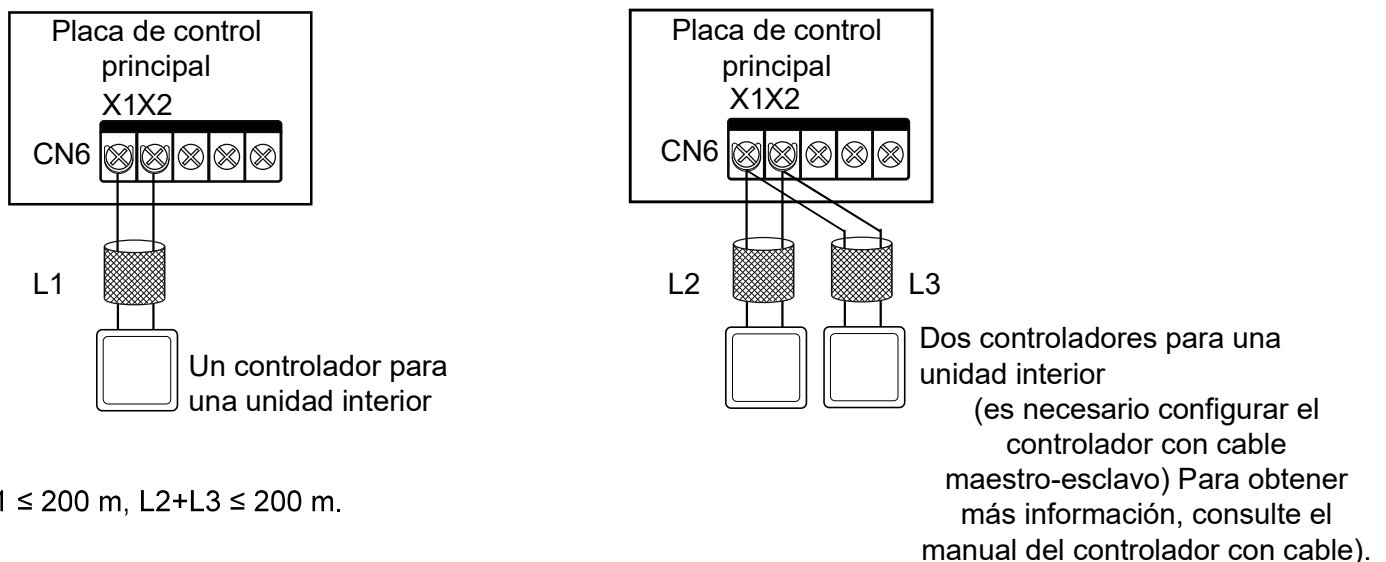 Placa de control
principal
X1X2
CN6
L1
Un controlador para
una unidad interior
Placa de control
principal
X1X2
CN6
L2
L3
Dos controladores para una
unidad interior
(es necesario configurar el
controlador con cable
maestro-esclavo) Para obtener
más información, consulte el
manual del controlador con cable).
1 ≤ 200 m, L2+L3 ≤ 200 m.